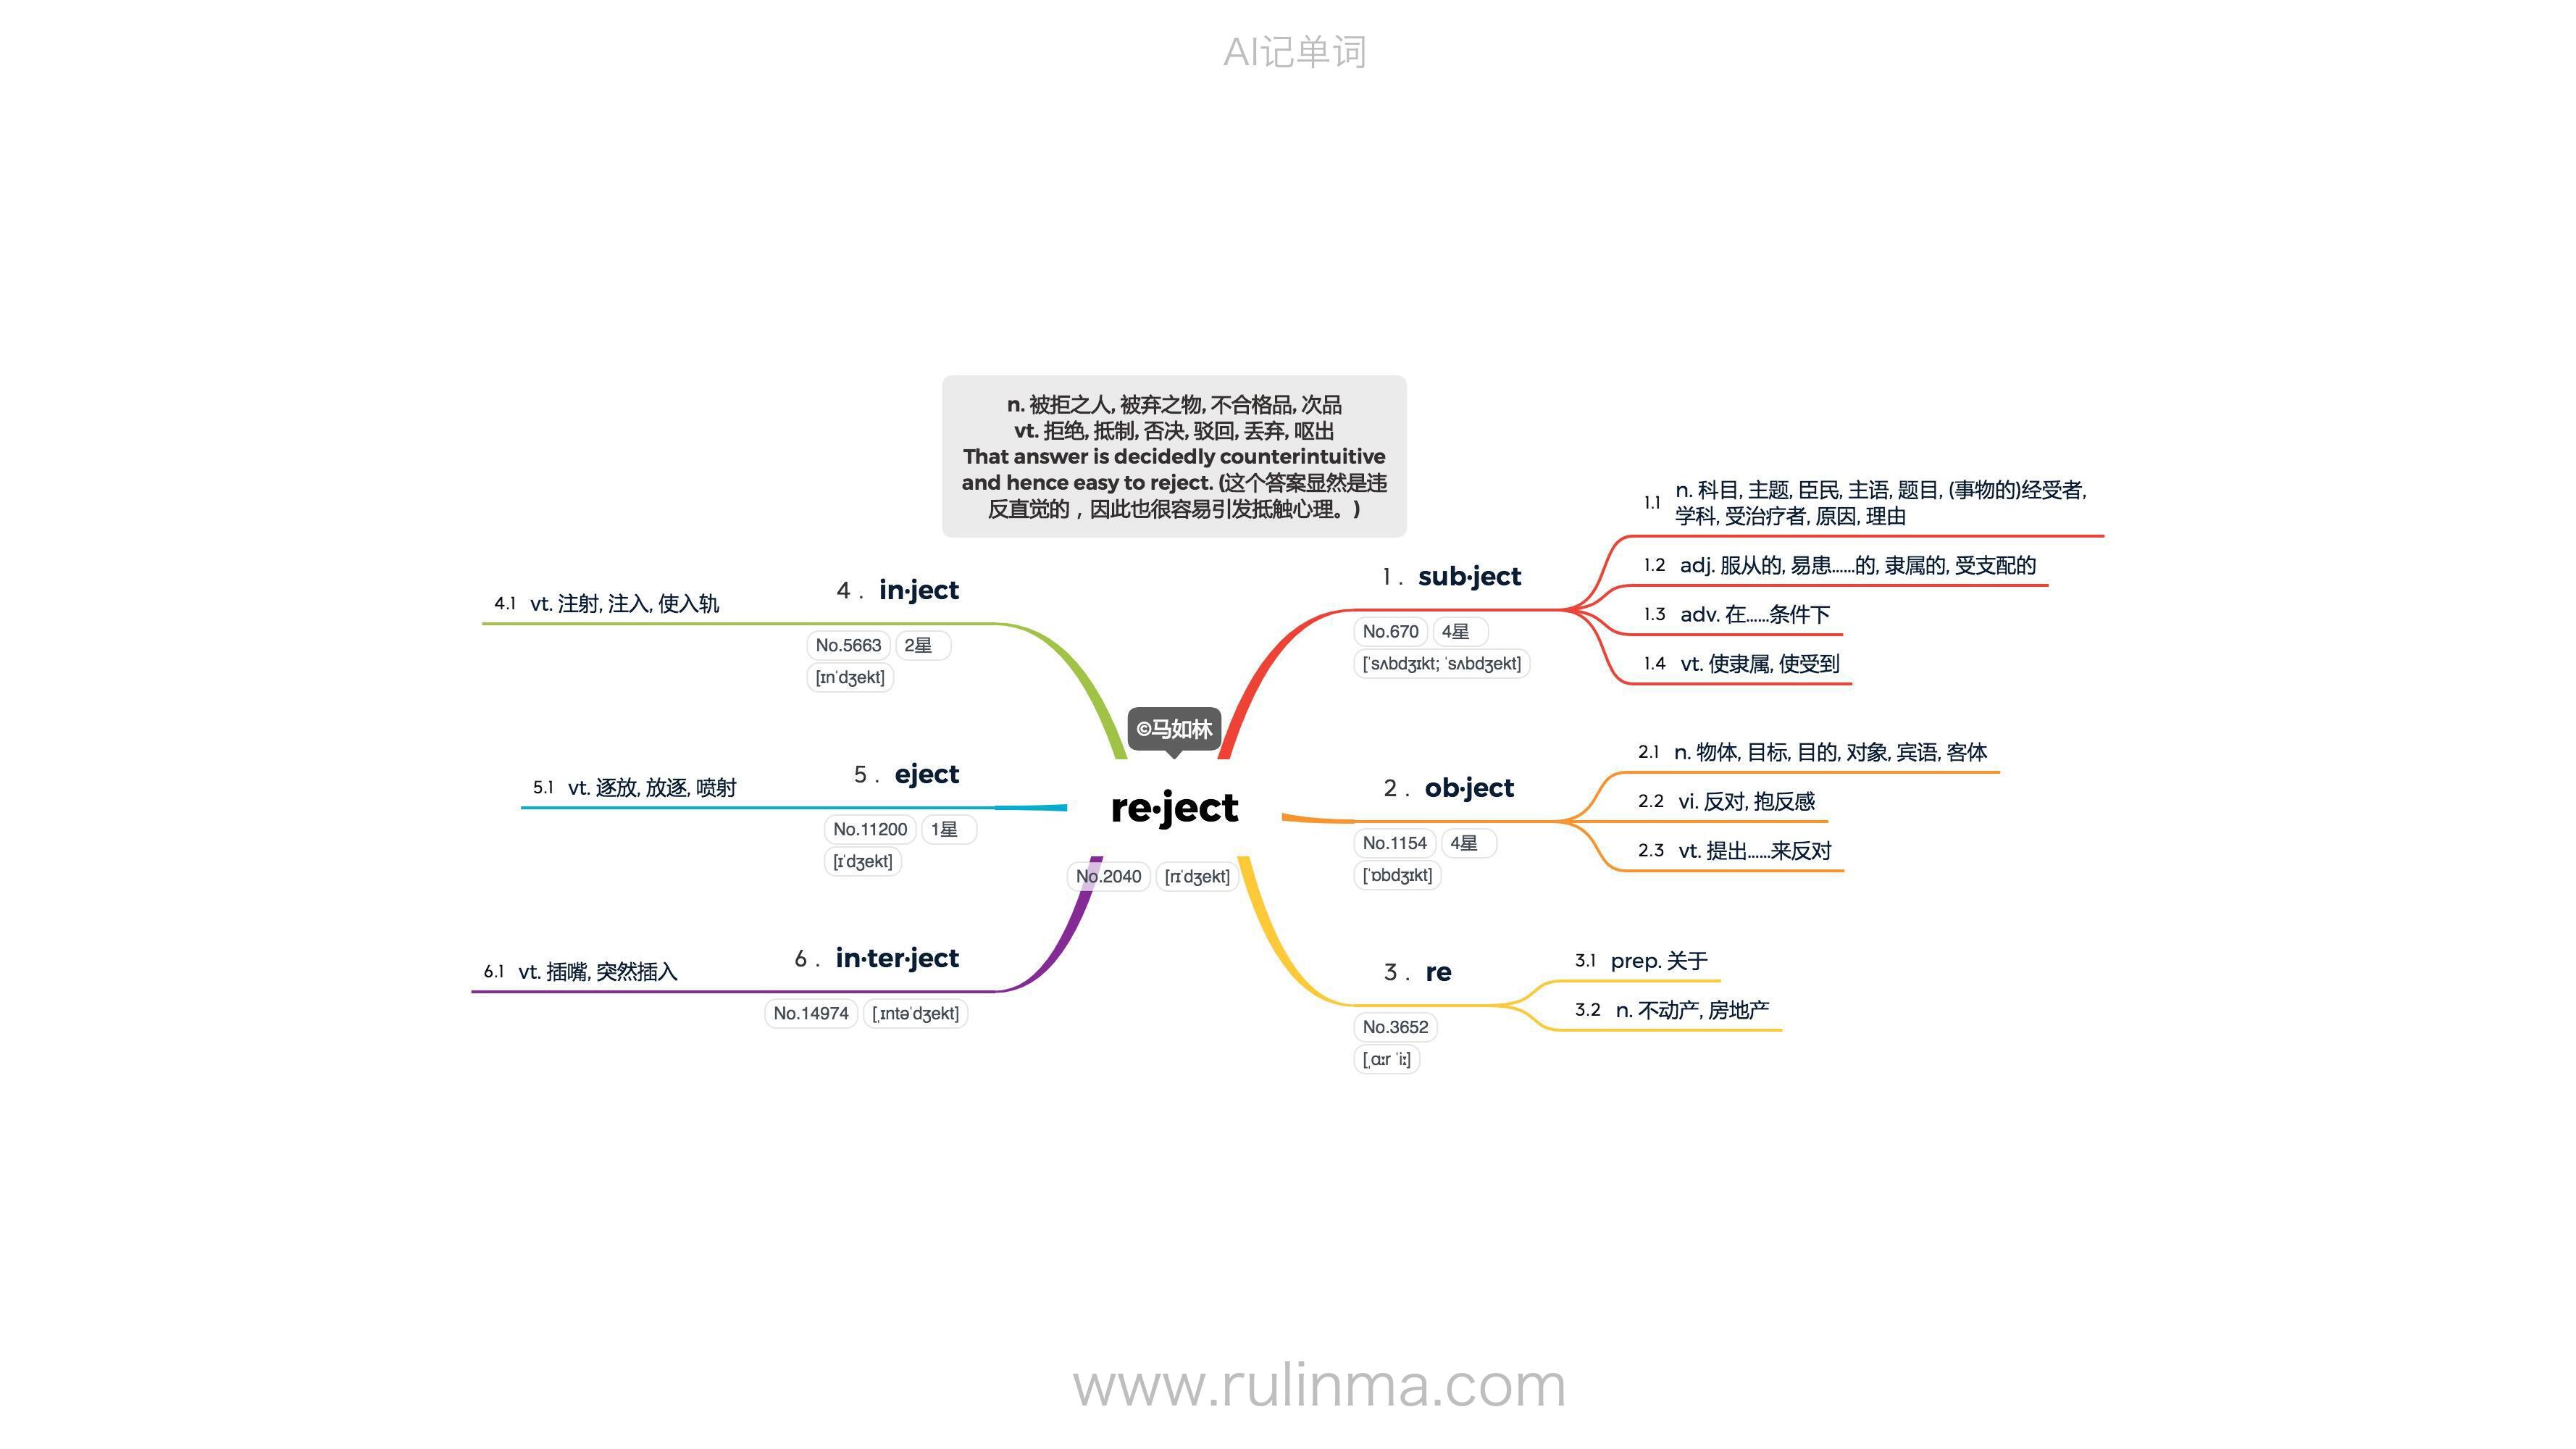 AI记单词
n. 被拒之人, 被弃之物, 不合格品, 次品
vt. 拒绝, 抵制, 否决, 驳回, 丢弃, 呕出
That answer is decidedly counterintuitive
and hence easy to reject. (这个答案显然是违
反直觉的，因此也很容易引发抵触心理。)
©马如林
re·ject
No.2040 [rɪˈdʒekt]
1 . sub·ject
No.670 4星
[ˈsʌbdʒɪkt; ˈsʌbdʒekt]
1.1 n. 科目, 主题, 臣民, 主语, 题目, (事物的)经受者,
学科, 受治疗者, 原因, 理由
1.2 adj. 服从的, 易患……的, 隶属的, 受支配的
1.3 adv. 在……条件下
1.4 vt. 使隶属, 使受到
2 . ob·ject
No.1154 4星
[ˈɒbdʒɪkt]
2.1 n. 物体, 目标, 目的, 对象, 宾语, 客体
2.2 vi. 反对, 抱反感
2.3 vt. 提出……来反对
3 . re
No.3652
[ˌɑːr ˈiː]
3.1 prep. 关于
3.2 n. 不动产, 房地产
4 . in·ject
No.5663 2星
[ɪnˈdʒekt]
4.1 vt. 注射, 注入, 使入轨
5 . eject
No.11200 1星
[ɪˈdʒekt]
5.1 vt. 逐放, 放逐, 喷射
6 . in·ter·ject
No.14974 [ˌɪntəˈdʒekt]
6.1 vt. 插嘴, 突然插入
www.rulinma.com